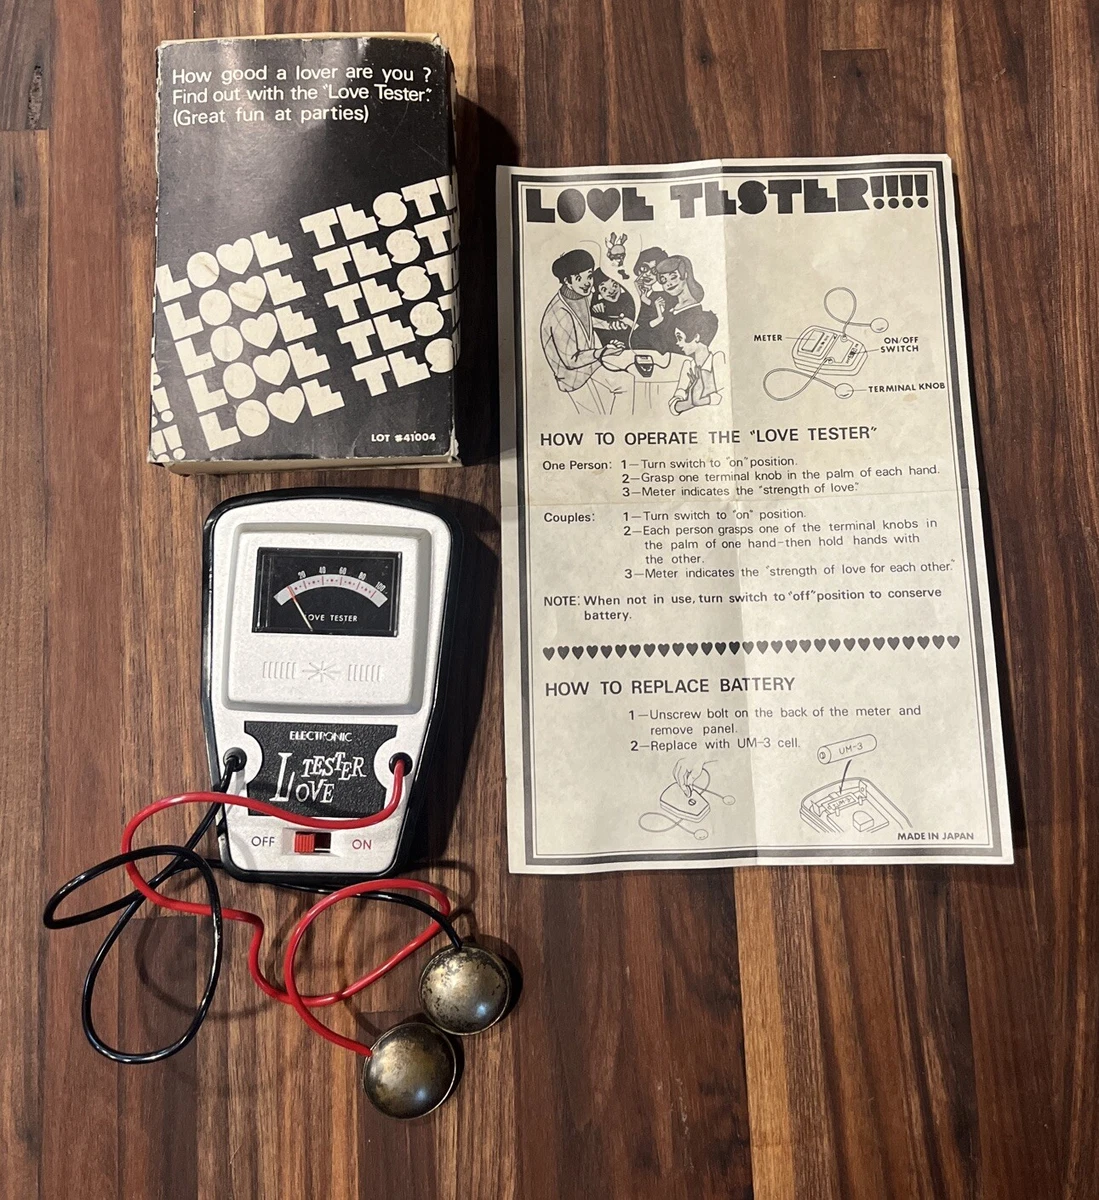 How good a lover are you ?
Find out with the "Love Tester."
(Great fun at parties)
LOVE TESTE
LOVE TEST
LOVE TEST
LOVE TEST
LOVE TES
LOT #41004
LOVE TESTER!!!!
METER
ON/OFF
SWITCH
TERMINAL KNOB
HOW TO OPERATE THE "LOVE TESTER"
One Person: 1—Turn switch to "on" position.
2—Grasp one terminal knob in the palm of each hand.
3—Meter indicates the "strength of love."
Couples: 1—Turn switch to "on" position.
2—Each person grasps one of the terminal knobs in
the palm of one hand-then hold hands with
the other.
3—Meter indicates the "strength of love for each other."
NOTE: When not in use, turn switch to "off" position to conserve
battery.
HOW TO REPLACE BATTERY
1—Unscrew bolt on the back of the meter and
remove panel.
2—Replace with UM-3 cell.
UM-3
UM-3
MADE IN JAPAN
20 40 60 80 100
LOVE TESTER
ELECTRONIC
LOVE TESTER
OFF ON